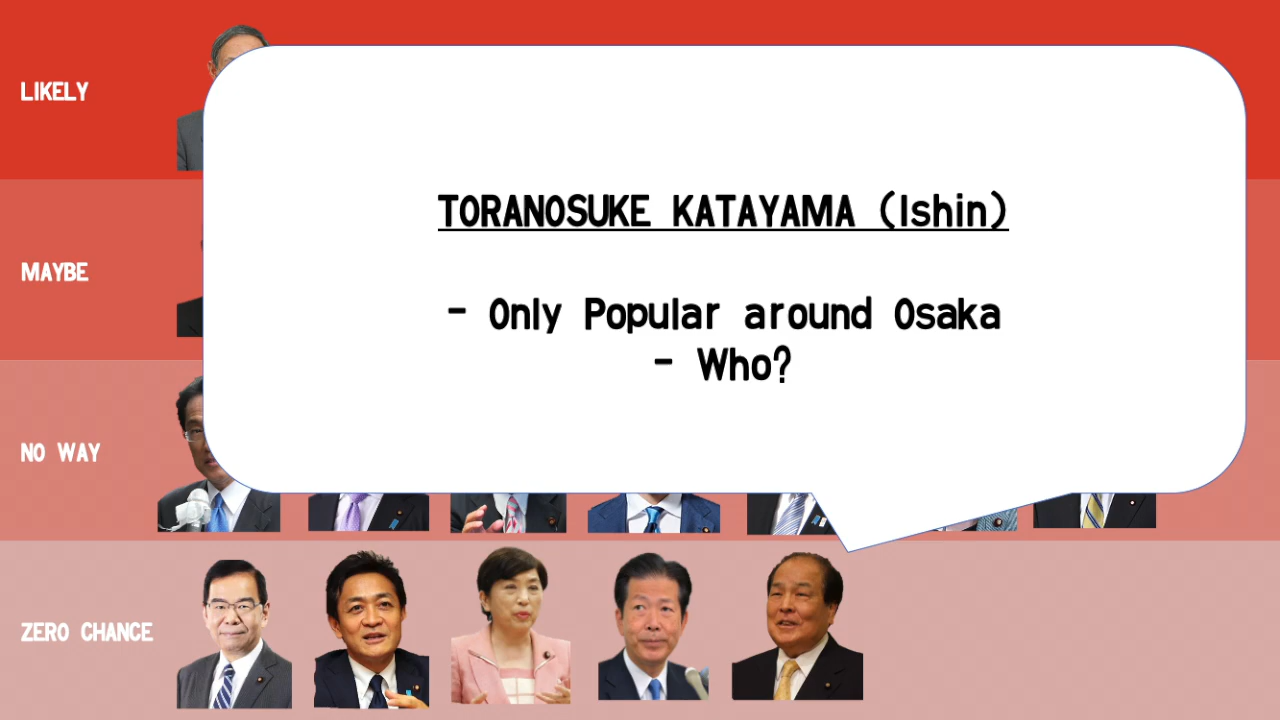 LIKELY
TORANOSUKE KATAYAMA (Ishin)
MAYBE
- Only Popular around Osaka
- Who?
NO WAY
ZERO CHANCE